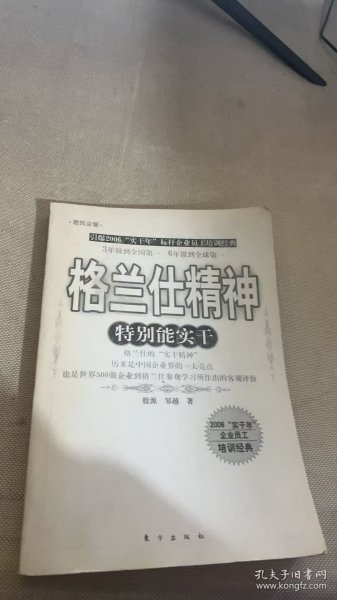 ·赢风企管·
引爆2006“实干年”标杆企业员工培训经典
3年做到全国第一 6年做到全球第一
格兰仕精神
特别能实干
格兰仕的“实干精神”
历来是中国企业界的一大亮点
也是世界500强企业到格兰仕参观学习所作出的客观评价
殷源 邹越 著
2006“实干年”
企业员工
培训经典
东方出版社
孔夫子旧书网
www.kongfz.com